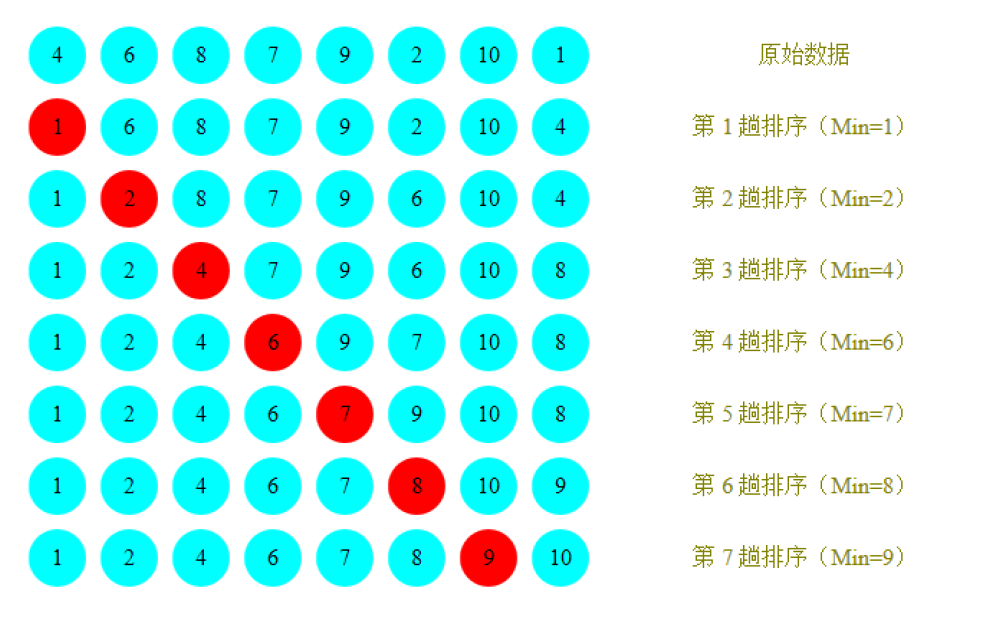 4 6 8 7 9 2 10 1 原始数据
1 6 8 7 9 2 10 4 第 1 趟排序（Min=1）
1 2 8 7 9 6 10 4 第 2 趟排序（Min=2）
1 2 4 7 9 6 10 8 第 3 趟排序（Min=4）
1 2 4 6 9 7 10 8 第 4 趟排序（Min=6）
1 2 4 6 7 9 10 8 第 5 趟排序（Min=7）
1 2 4 6 7 8 10 9 第 6 趟排序（Min=8）
1 2 4 6 7 8 9 10 第 7 趟排序（Min=9）